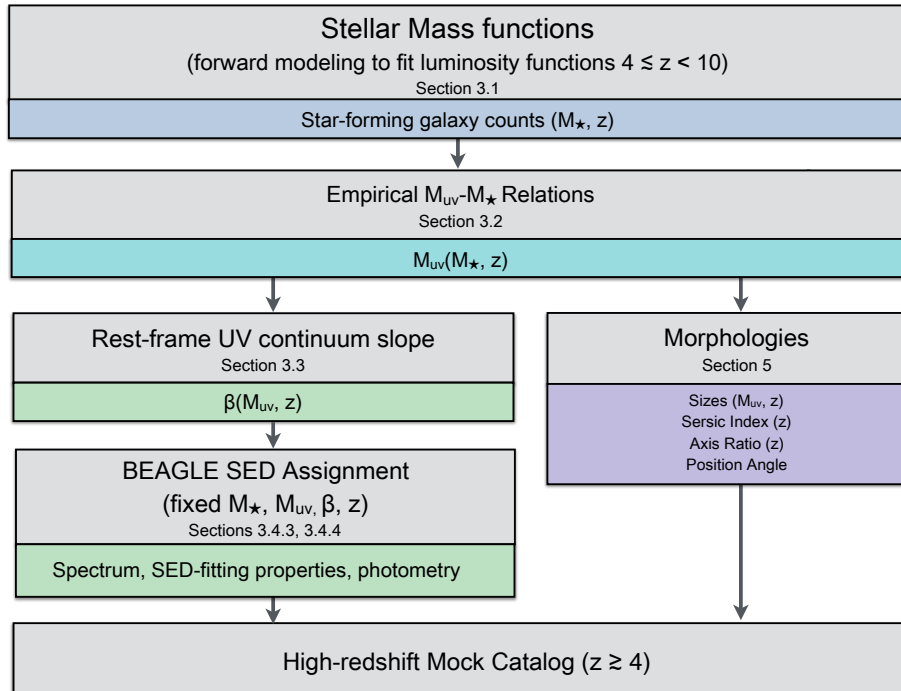 Stellar Mass functions
(forward modeling to fit luminosity functions 4 ≲ z < 10)
Section 3.1
Star-forming galaxy counts (M★, z)
Empirical Muv-M★ Relations
Section 3.2
Muv(M★, z)
Rest-frame UV continuum slope
Section 3.3
β(Muv, z)
BEAGLE SED Assignment
(fixed M★, Muv, β, z)
Sections 3.4.3, 3.4.4
Spectrum, SED-fitting properties, photometry
Morphologies
Section 5
Sizes (Muv, z)
Sersic Index (z)
Axis Ratio (z)
Position Angle
High-redshift Mock Catalog (z ≳ 4)